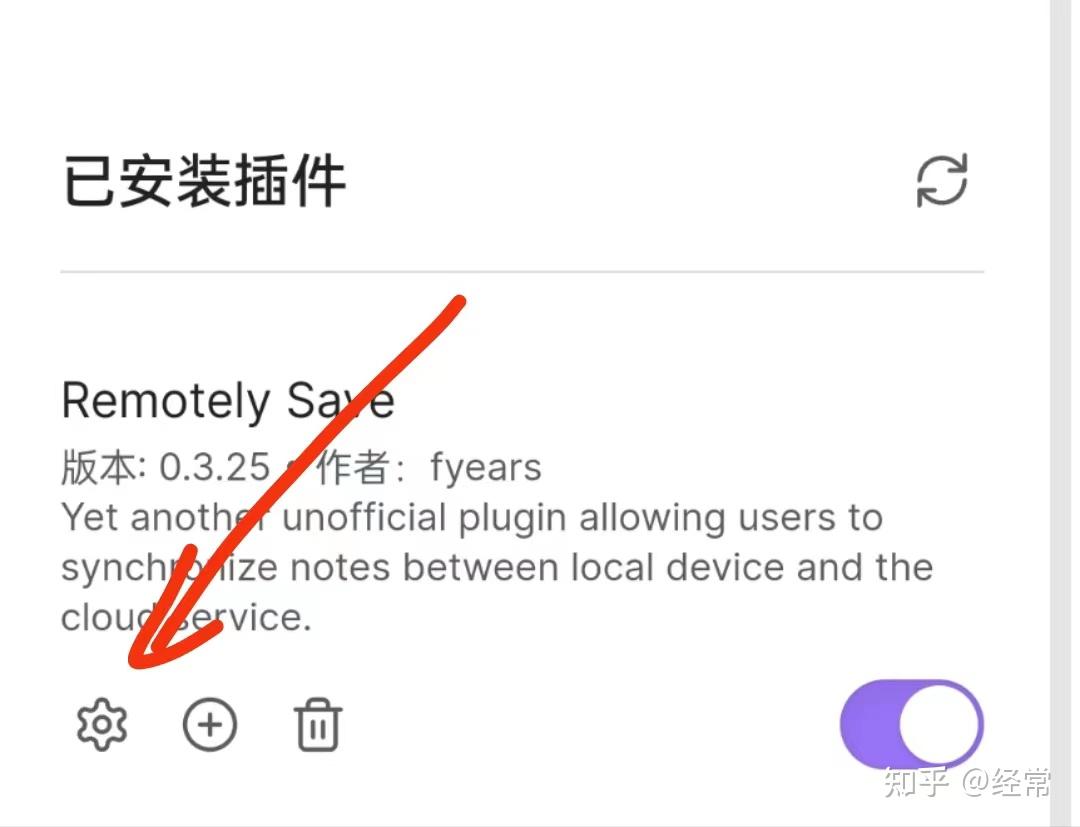 已安装插件
Remotely Save
版本: 0.3.25 • 作者： fyears
Yet another unofficial plugin allowing users to
synchronize notes between local device and the
cloud service.
知乎 @经常